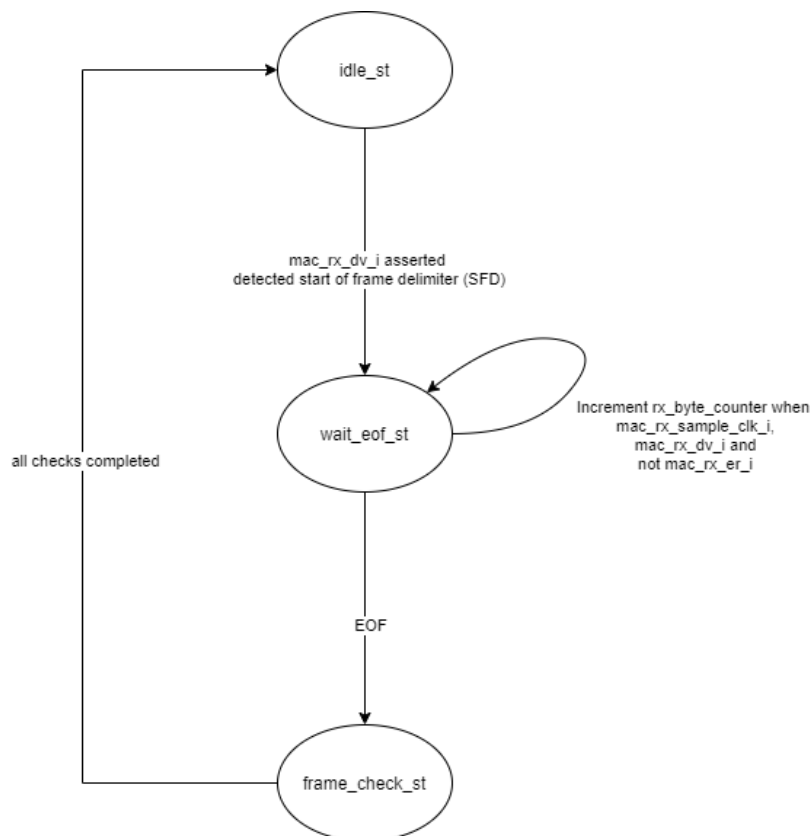 idle_st
mac_rx_dv_i asserted
detected start of frame delimiter (SFD)
wait_eof_st
Increment rx_byte_counter when
mac_rx_sample_clk_i,
mac_rx_dv_i and
not mac_rx_er_i
all checks completed
EOF
frame_check_st